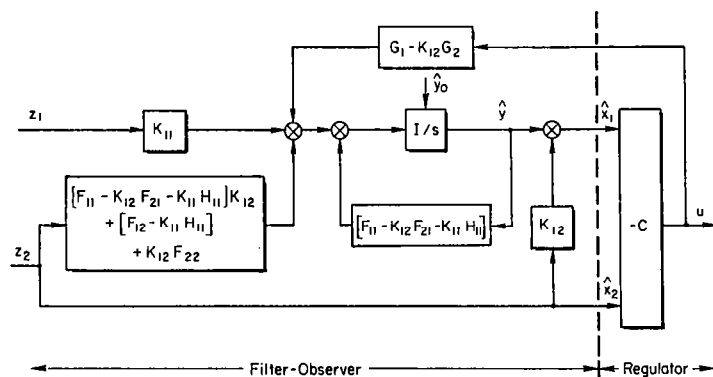 G₁ - K₁₂G₂
ŷ₀
z₁
K₁₁
I/s
ŷ
x̂₁
[F₁₁ - K₁₂ F₂₁ - K₁₁ H₁₁]K₁₂
+ [F₁₂ - K₁₁ H₁₁]
+ K₁₂ F₂₂
[F₁₁ - K₁₂ F₂₁ - K₁₁ H₁₁]
K₁₂
-C
u
z₂
x̂₂
Filter-Observer
Regulator